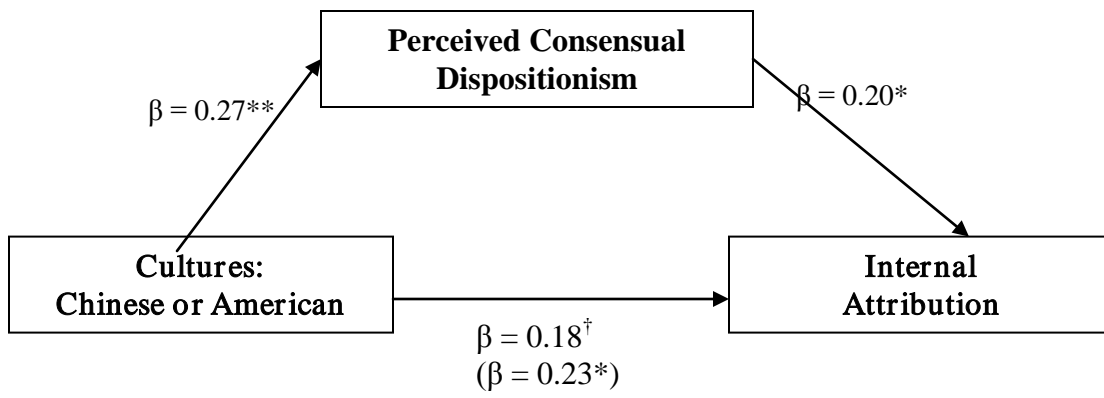 Perceived Consensual
Dispositionism
β = 0.27**
β = 0.20*
Cultures:
Chinese or American
Internal
Attribution
β = 0.18†
(β = 0.23*)